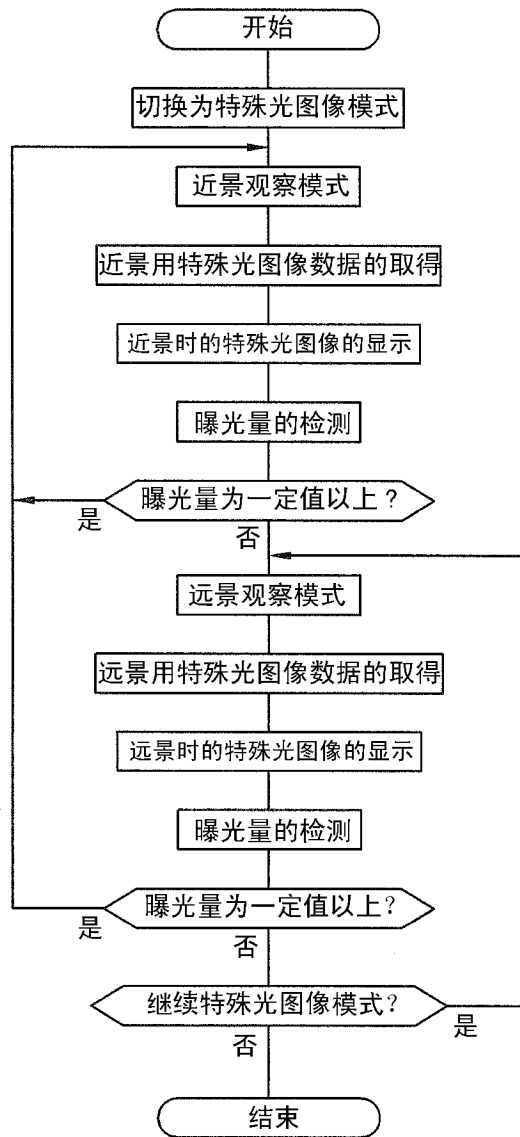 开始
切换为特殊光图像模式
近景观察模式
近景用特殊光图像数据的取得
近景时的特殊光图像的显示
曝光量的检测
曝光量为一定值以上？
是
否
远景观察模式
远景用特殊光图像数据的取得
远景时的特殊光图像的显示
曝光量的检测
曝光量为一定值以上？
是
否
继续特殊光图像模式？
是
否
结束